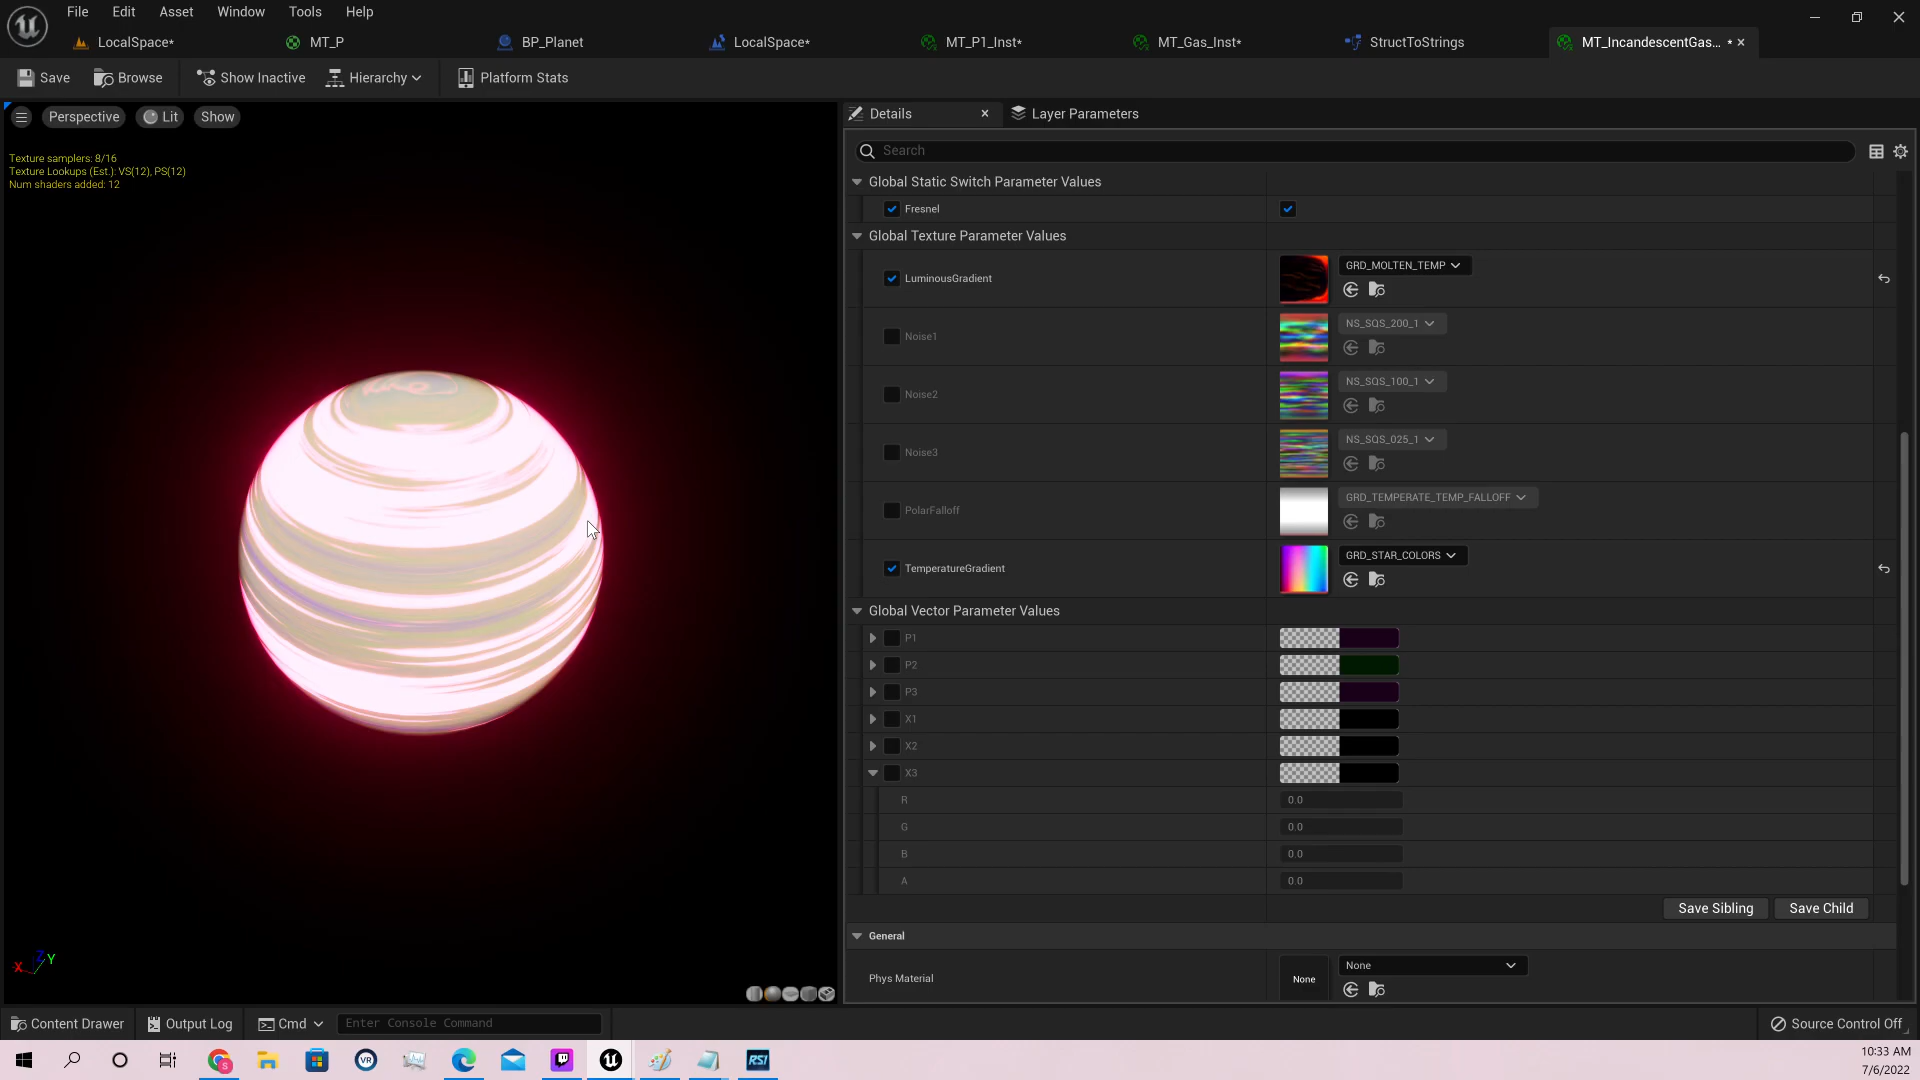 File Edit Asset Window Tools Help
LocalSpace* MT_P BP_Planet LocalSpace* MT_P1_Inst* MT_Gas_Inst* StructToStrings MT_IncandescentGas... *
Save Browse Show Inactive Hierarchy Platform Stats
Perspective Lit Show
Texture samplers: 8/16
Texture Lookups (Est.): VS(12), PS(12)
Num shaders added: 12
X Z Y
Details Layer Parameters
Search
Global Static Switch Parameter Values
Fresnel
Global Texture Parameter Values
LuminousGradient GRD_MOLTEN_TEMP
Noise1 NS_SQS_200_1
Noise2 NS_SQS_100_1
Noise3 NS_SQS_025_1
PolarFalloff GRD_TEMPERATE_TEMP_FALLOFF
TemperatureGradient GRD_STAR_COLORS
Global Vector Parameter Values
P1
P2
P3
X1
X2
X3
R 0.0
G 0.0
B 0.0
A 0.0
Save Sibling Save Child
General
Phys Material None None
Content Drawer Output Log Cmd Enter Console Command Source Control Off
VR S RSI
10:33 AM
7/6/2022